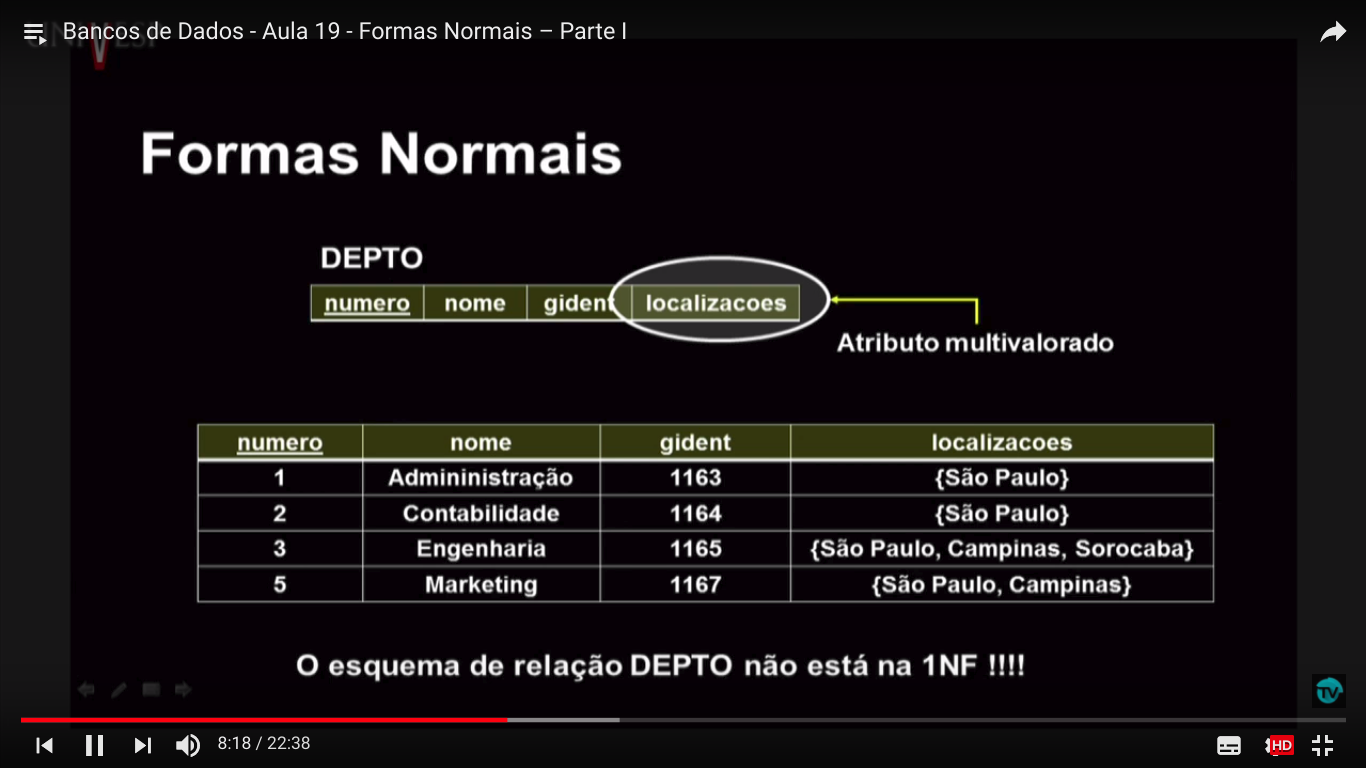 Bancos de Dados - Aula 19 - Formas Normais – Parte I
Formas Normais
DEPTO
numero nome gident localizacoes
Atributo multivalorado
numero nome gident localizacoes
1 Admininistração 1163 {São Paulo}
2 Contabilidade 1164 {São Paulo}
3 Engenharia 1165 {São Paulo, Campinas, Sorocaba}
5 Marketing 1167 {São Paulo, Campinas}
O esquema de relação DEPTO não está na 1NF !!!!
TV
8:18 / 22:38
HD